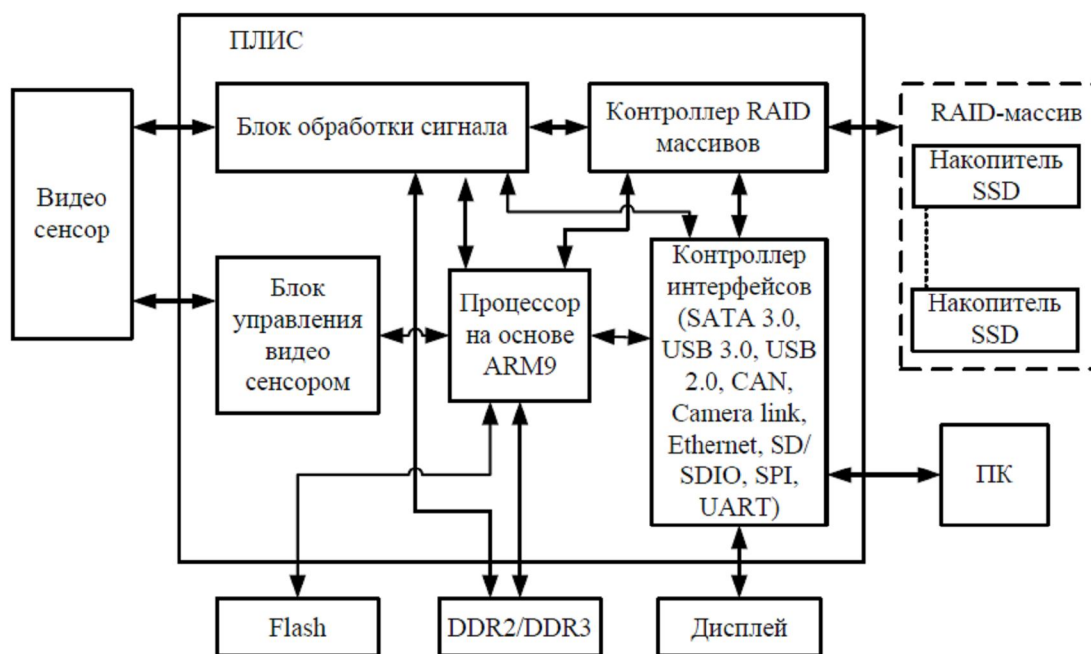 ПЛИС
Видео
сенсор
Блок обработки сигнала
Контроллер RAID
массивов
RAID-массив
Накопитель
SSD
Накопитель
SSD
Блок
управления
видео
сенсором
Процессор
на основе
ARM9
Контроллер
интерфейсов
(SATA 3.0,
USB 3.0, USB
2.0, CAN,
Camera link,
Ethernet, SD/
SDIO, SPI,
UART)
ПК
Flash
DDR2/DDR3
Дисплей